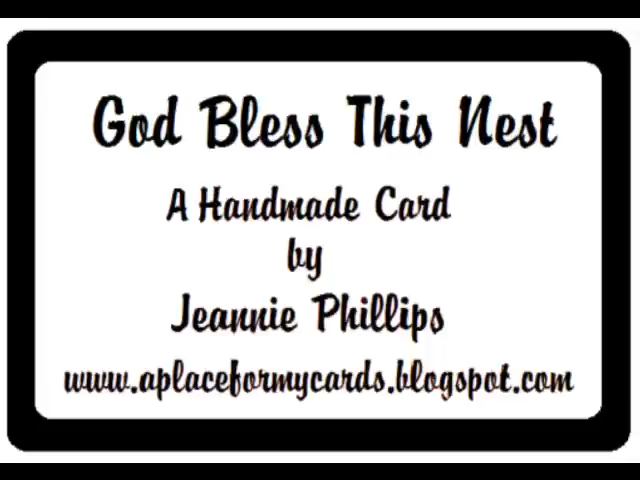 God Bless This Nest
A Handmade Card
by
Jeannie Phillips
www.aplaceformycards.blogspot.com